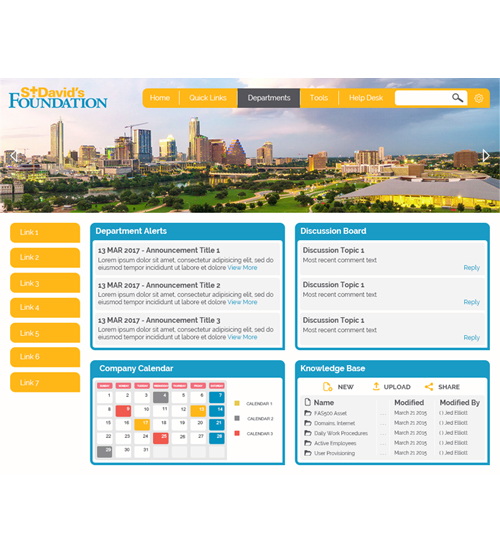 St David's
FOUNDATION
Home Quick Links Departments Tools Help Desk
Link 1
Link 2
Link 3
Link 4
Link 5
Link 6
Link 7
Department Alerts
13 MAR 2017 - Announcement Title 1
Lorem ipsum dolor sit amet, consectetur adipisicing elit, sed do
eiusmod tempor incididunt ut labore et dolore View More
13 MAR 2017 - Announcement Title 2
Lorem ipsum dolor sit amet, consectetur adipisicing elit, sed do
eiusmod tempor incididunt ut labore et dolore View More
13 MAR 2017 - Announcement Title 3
Lorem ipsum dolor sit amet, consectetur adipisicing elit, sed do
eiusmod tempor incididunt ut labore et dolore View More
Discussion Board
Discussion Topic 1
Most recent comment text
Reply
Discussion Topic 1
Most recent comment text
Reply
Discussion Topic 1
Most recent comment text
Reply
Company Calendar
1 2 3 4 5 6 7
8 9 10 11 12 13 14
15 16 17 18 19 20 21
22 23 24 25 26 27 28
29 30 31
CALENDAR 1
CALENDAR 2
CALENDAR 3
Knowledge Base
NEW UPLOAD SHARE
Name Modified Modified By
FAS500 Asset ... March 21 2015 ( ) Jed Elliott
Domains, Internet ... March 21 2015 ( ) Jed Elliott
Daily Work Procedures ... March 21 2015 ( ) Jed Elliott
Active Employees ... March 21 2015 ( ) Jed Elliott
User Provisioning ... March 21 2015 ( ) Jed Elliott